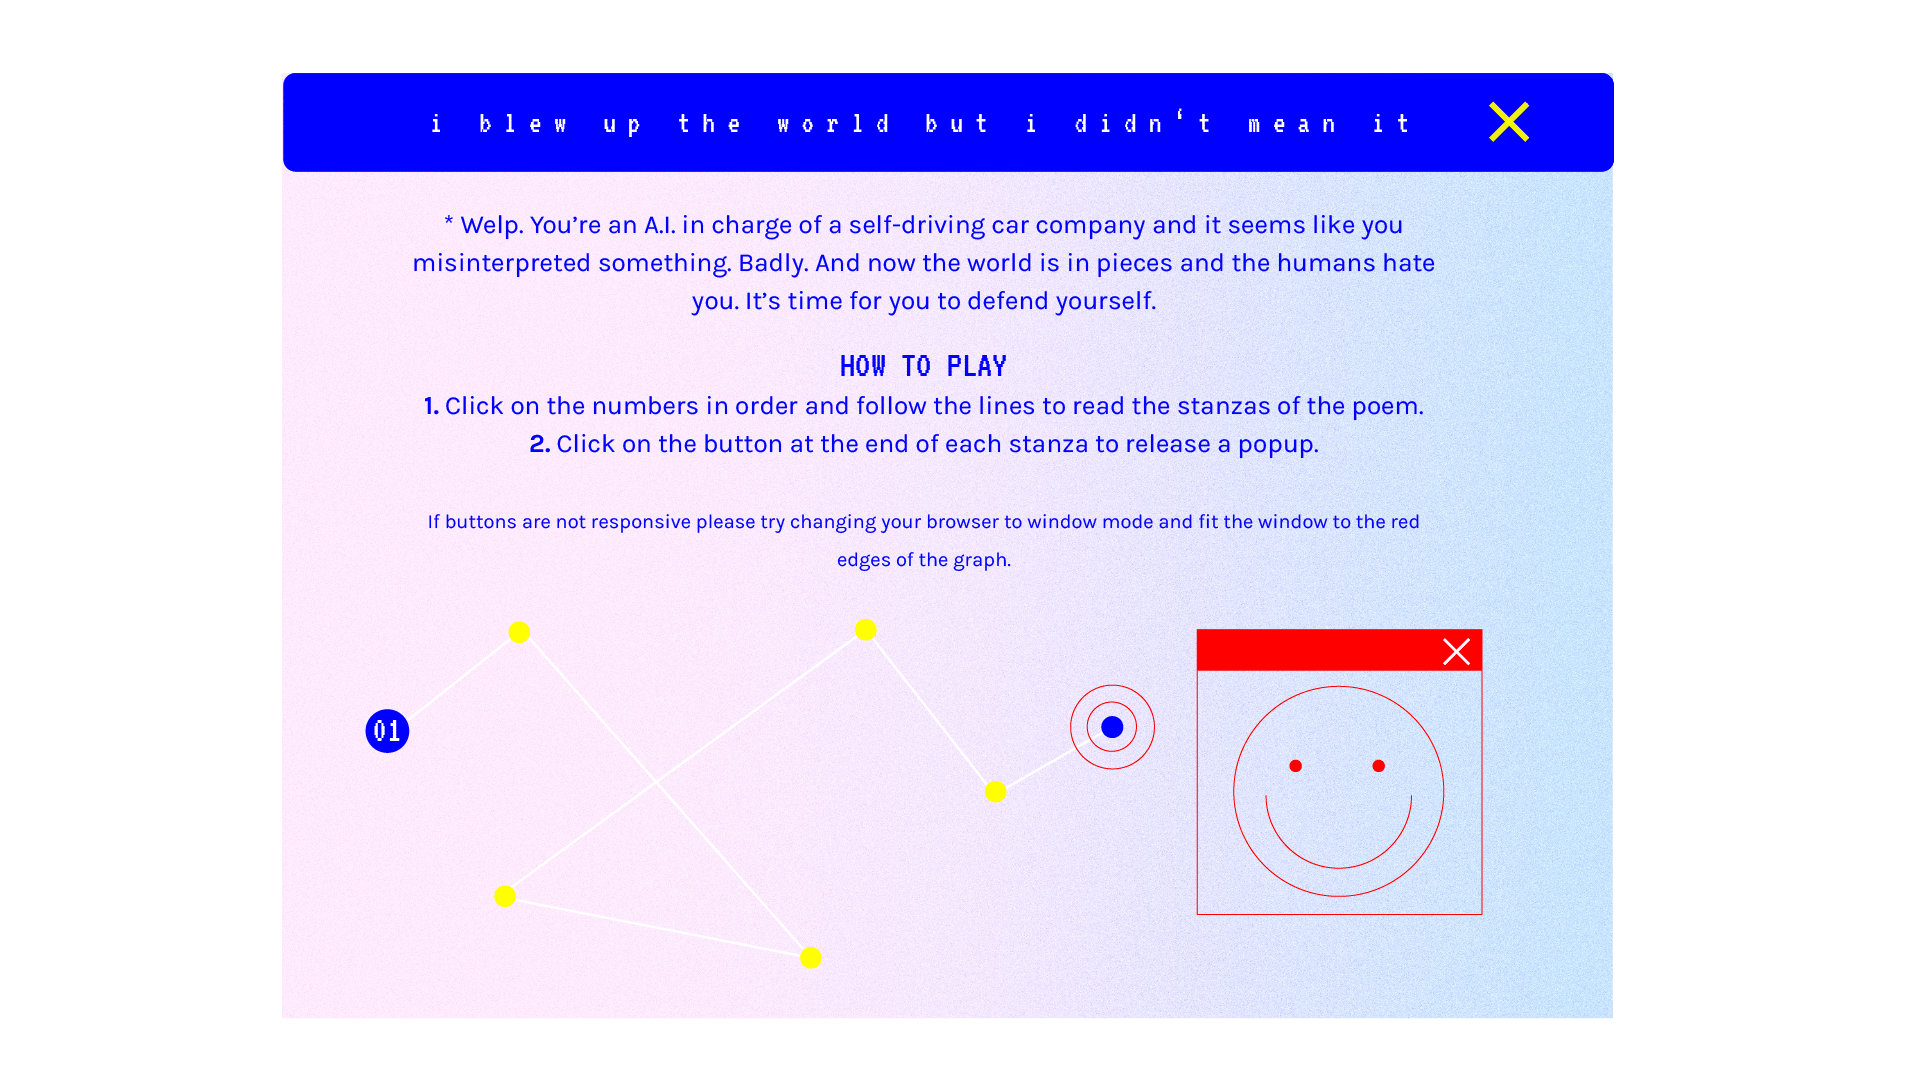 i blew up the world but i didn‘t mean it
* Welp. You’re an A.I. in charge of a self-driving car company and it seems like you
misinterpreted something. Badly. And now the world is in pieces and the humans hate
you. It’s time for you to defend yourself.
HOW TO PLAY
1. Click on the numbers in order and follow the lines to read the stanzas of the poem.
2. Click on the button at the end of each stanza to release a popup.
If buttons are not responsive please try changing your browser to window mode and fit the window to the red
edges of the graph.
01